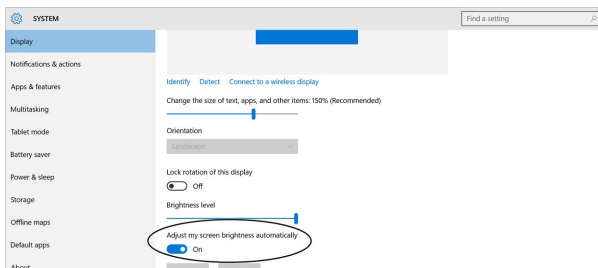 SYSTEM
Find a setting
Display
Notifications & actions
Apps & features
Multitasking
Tablet mode
Battery saver
Power & sleep
Storage
Offline maps
Default apps
About
Identify Detect Connect to a wireless display
Change the size of text, apps, and other items: 150% (Recommended)
Orientation
Landscape
Lock rotation of this display
Off
Brightness level
Adjust my screen brightness automatically
On